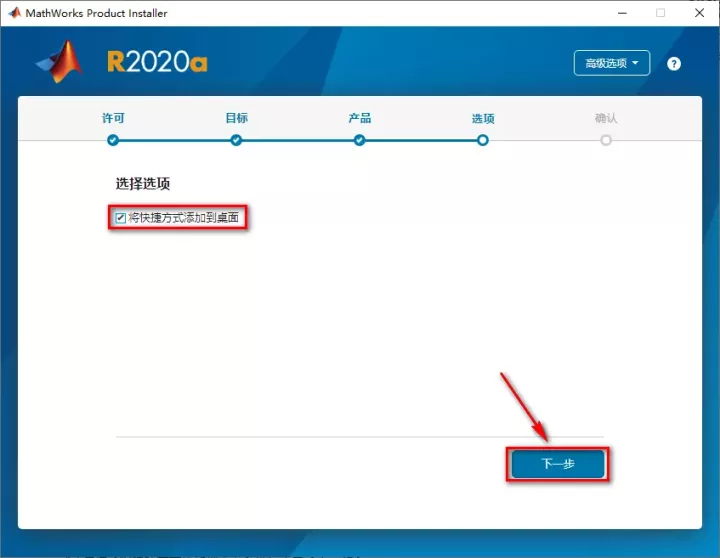 MathWorks Product Installer
R2020a
高级选项
?
许可
目标
产品
选项
确认
选择选项
将快捷方式添加到桌面
下一步